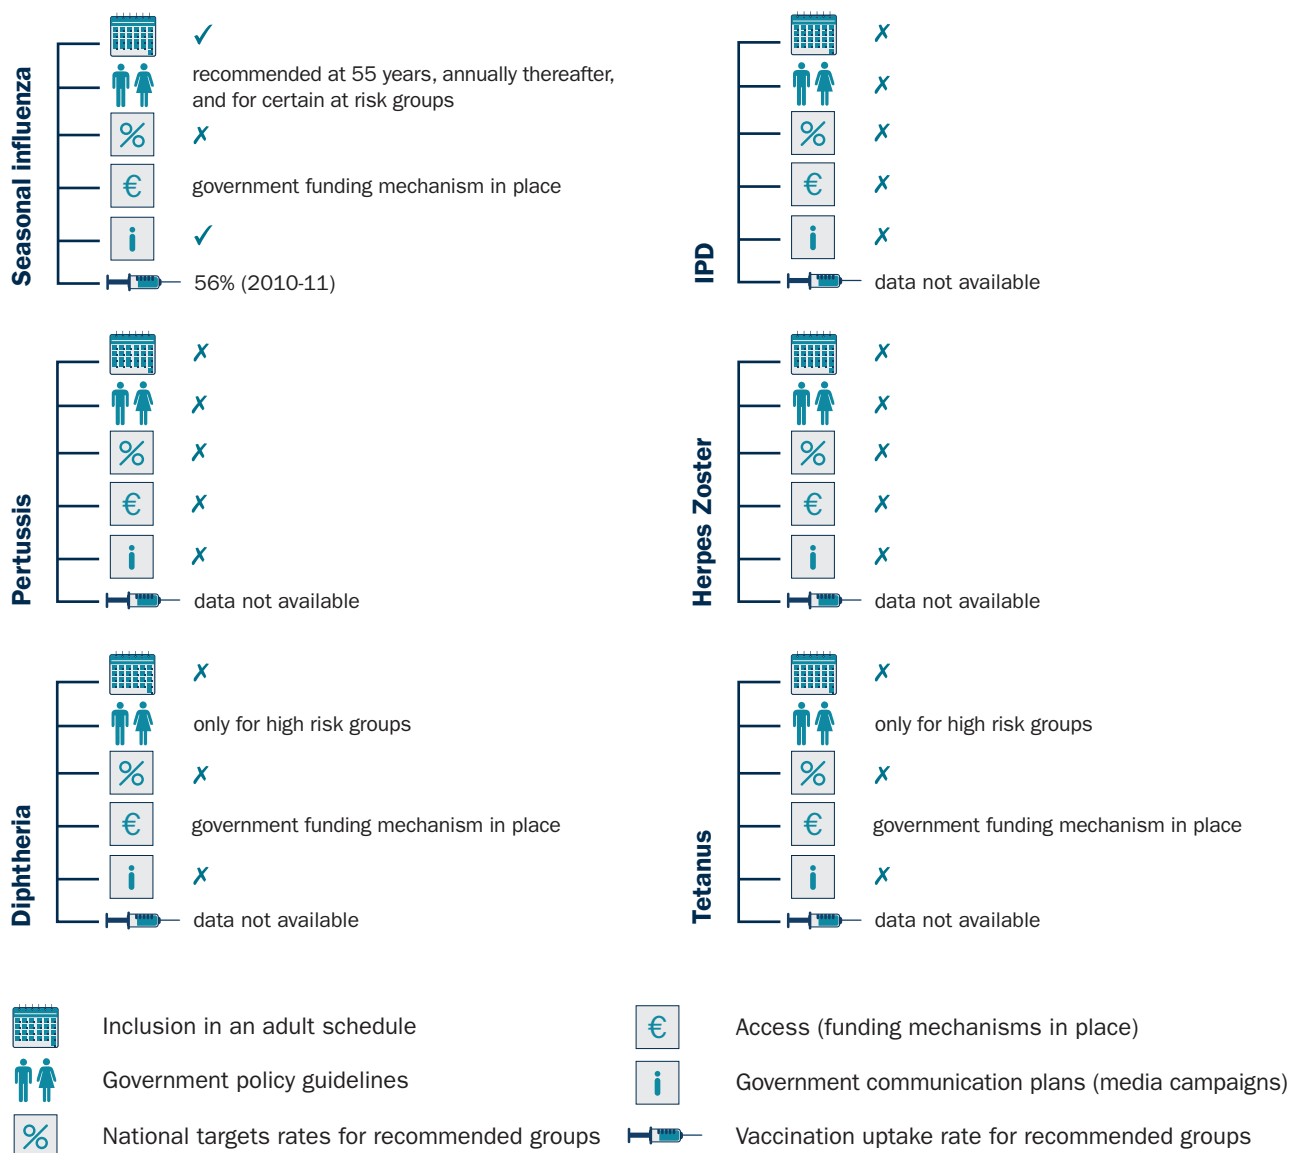 Seasonal influenza
✓
recommended at 55 years, annually thereafter,
and for certain at risk groups
%
✗
€
government funding mechanism in place
i
✓
56% (2010-11)
IPD
✗
✗
%
✗
€
✗
i
✗
data not available
Pertussis
✗
✗
%
✗
€
✗
i
✗
data not available
Herpes Zoster
✗
✗
%
✗
€
✗
i
✗
data not available
Diphtheria
✗
only for high risk groups
%
✗
€
government funding mechanism in place
i
✗
data not available
Tetanus
✗
only for high risk groups
%
✗
€
government funding mechanism in place
i
✗
data not available
Inclusion in an adult schedule
Government policy guidelines
%
National targets rates for recommended groups
€
Access (funding mechanisms in place)
i
Government communication plans (media campaigns)
Vaccination uptake rate for recommended groups